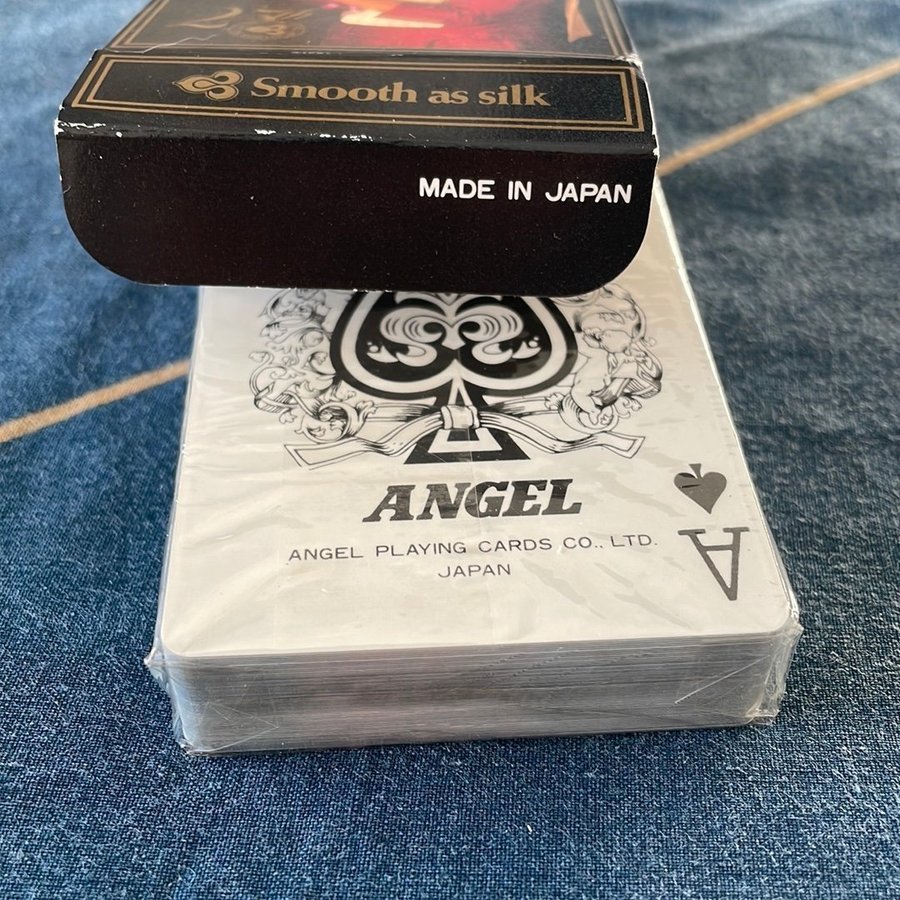 Smooth as silk
MADE IN JAPAN
ANGEL
ANGEL PLAYING CARDS CO., LTD.
JAPAN
A